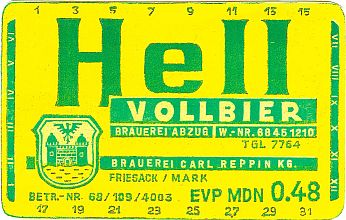 1 3 5 7 9 11 13 15
Hell
VOLLBIER
BRAUEREI ABZUG W.-NR. 68451210
TGL 7764
BRAUEREI CARL REPPIN KG.
FRIESACK / MARK
BETR.-NR. 68/109/4003 EVP MDN 0.48
17 19 21 23 25 27 29 31